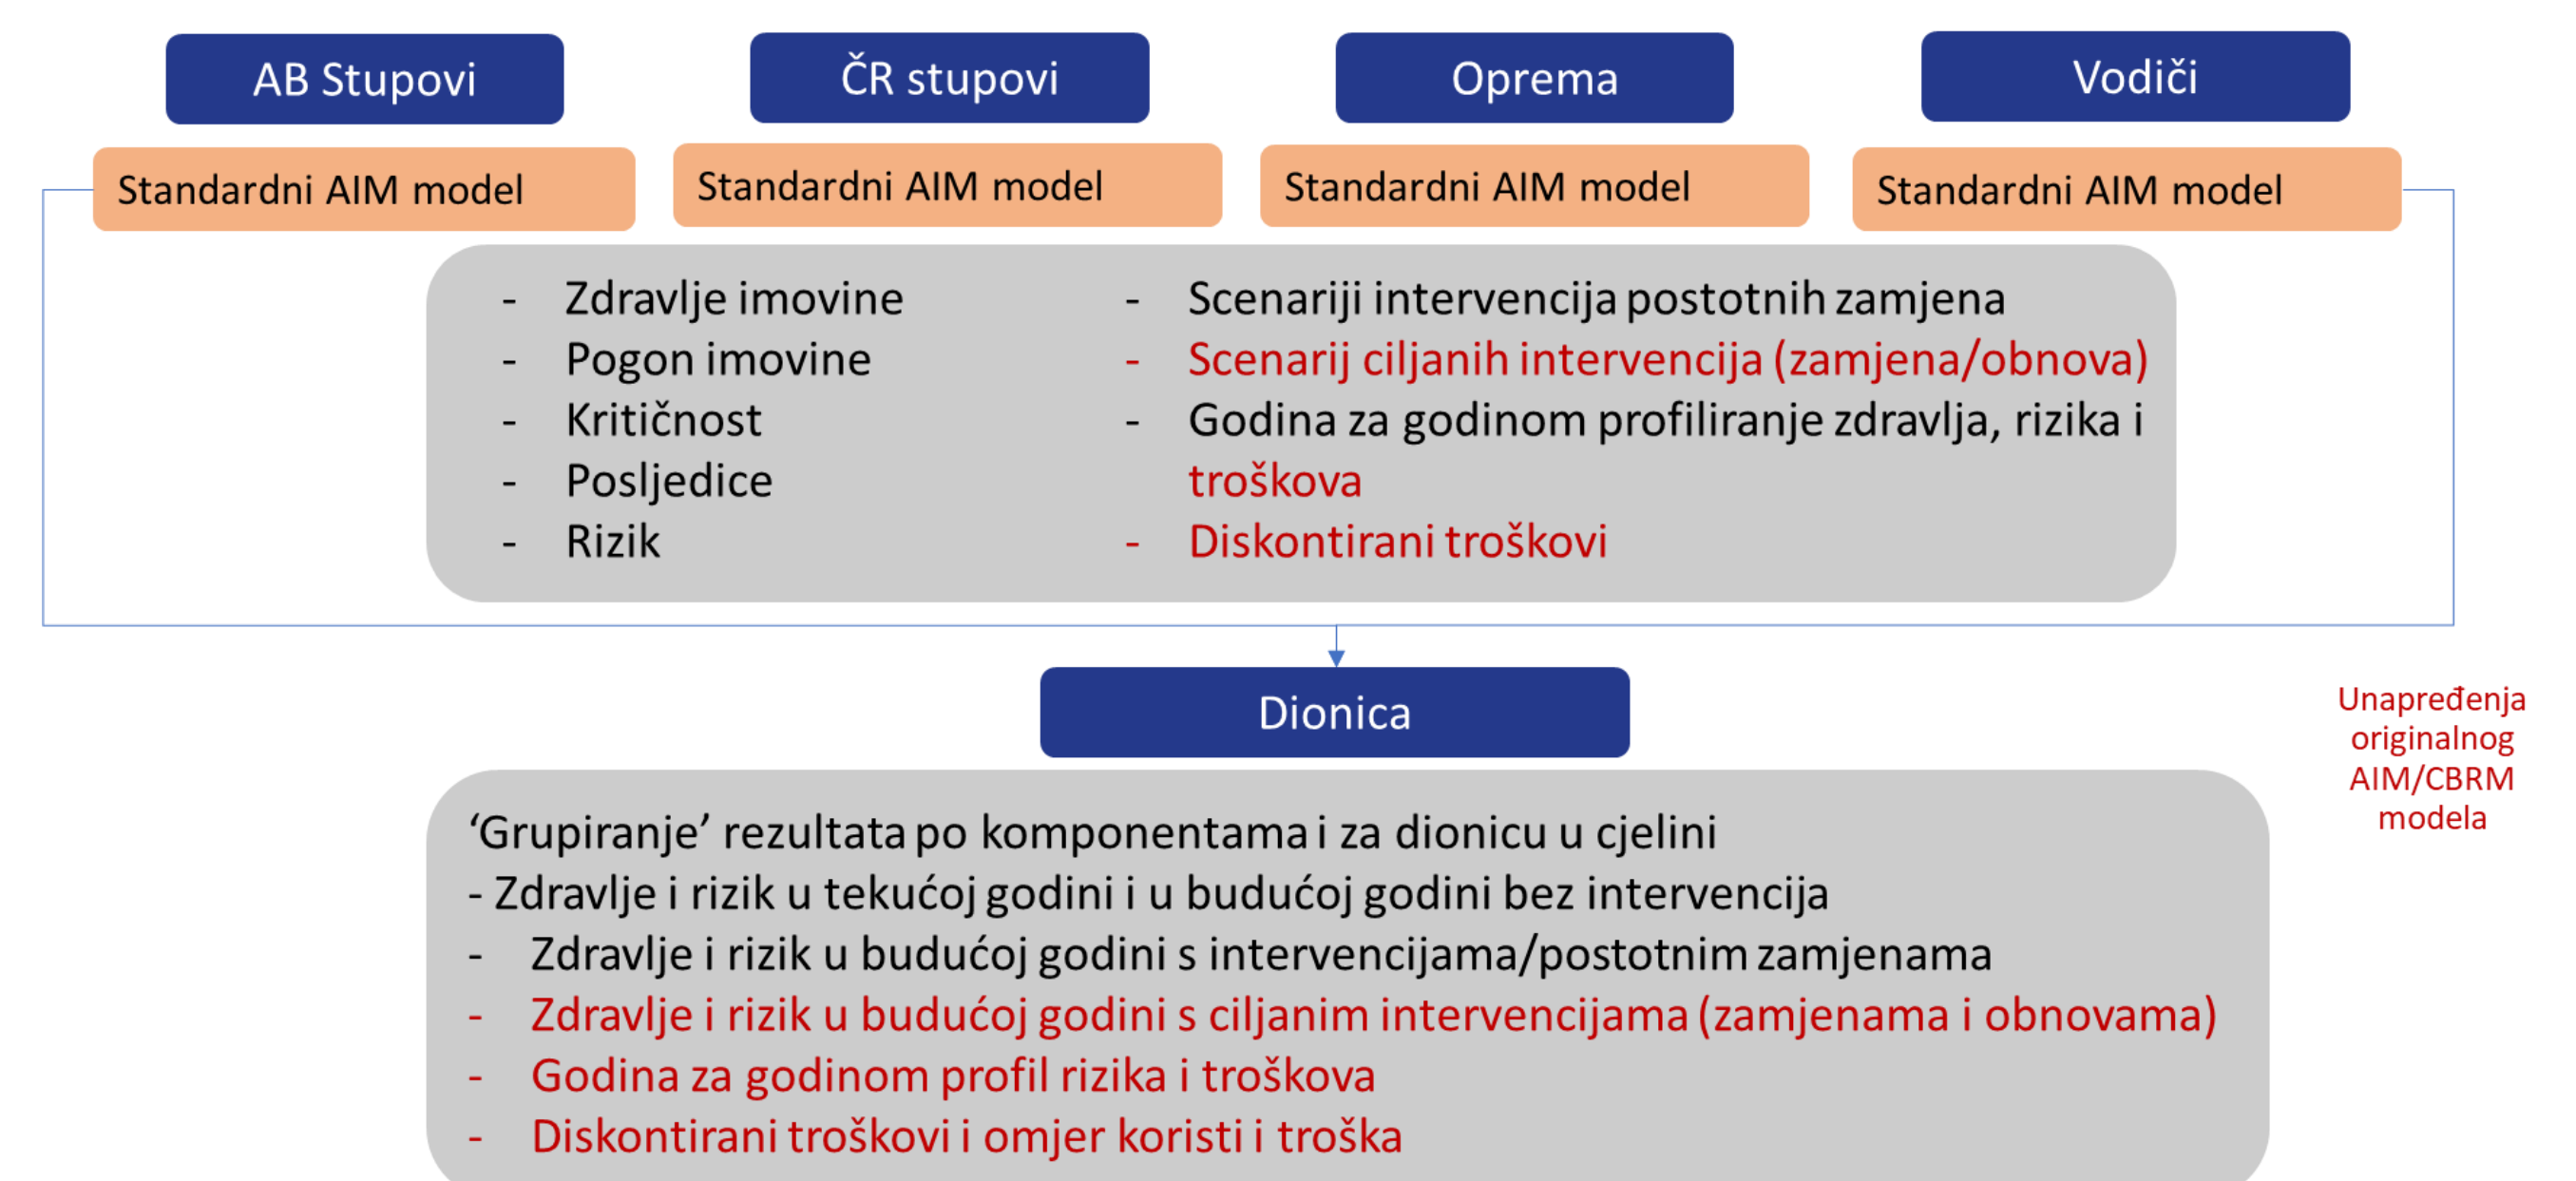 AB Stupovi
ČR stupovi
Oprema
Vodiči
Standardni AIM model
Standardni AIM model
Standardni AIM model
Standardni AIM model
- Zdravlje imovine
- Pogon imovine
- Kritičnost
- Posljedice
- Rizik
- Scenariji intervencija postotnih zamjena
- Scenarij ciljanih intervencija (zamjena/obnova)
- Godina za godinom profiliranje zdravlja, rizika i
troškova
- Diskontirani troškovi
Dionica
Unapređenja
originalnog
AIM/CBRM
modela
‘Grupiranje’ rezultata po komponentama i za dionicu u cjelini
- Zdravlje i rizik u tekućoj godini i u budućoj godini bez intervencija
- Zdravlje i rizik u budućoj godini s intervencijama/postotnim zamjenama
- Zdravlje i rizik u budućoj godini s ciljanim intervencijama (zamjenama i obnovama)
- Godina za godinom profil rizika i troškova
- Diskontirani troškovi i omjer koristi i troška